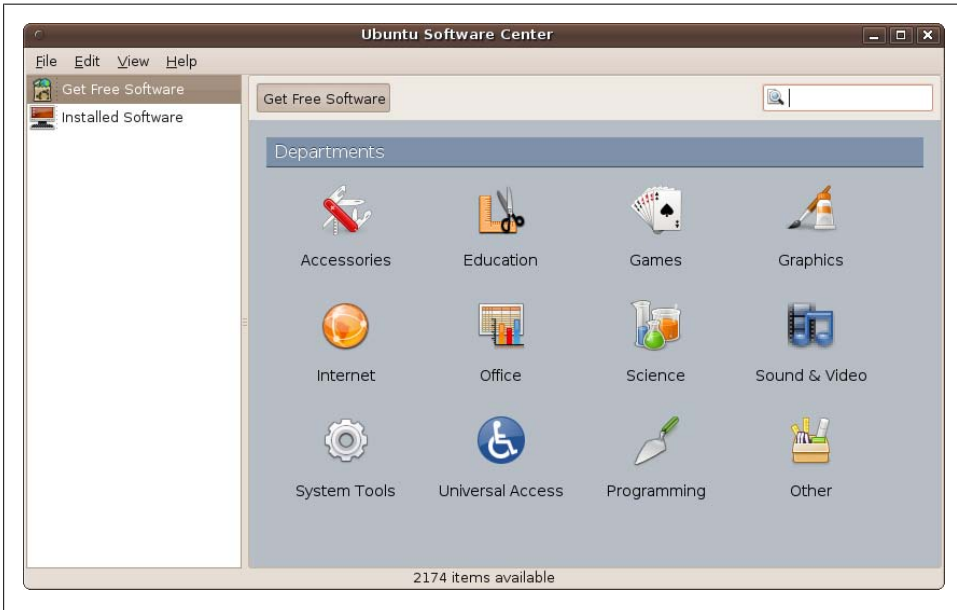 Ubuntu Software Center
File Edit View Help
Get Free Software
Installed Software
Get Free Software
Departments
Accessories Education Games Graphics
Internet Office Science Sound & Video
System Tools Universal Access Programming Other
2174 items available